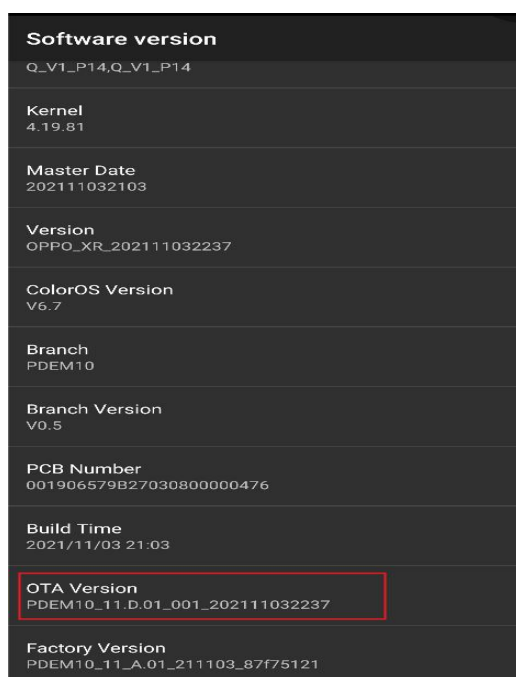 Software version
Q_V1_P14,Q_V1_P14
Kernel
4.19.81
Master Date
202111032103
Version
OPPO_XR_202111032237
ColorOS Version
V6.7
Branch
PDEM10
Branch Version
V0.5
PCB Number
001906579B27030800000476
Build Time
2021/11/03 21:03
OTA Version
PDEM10_11.D.01_001_202111032237
Factory Version
PDEM10_11_A.01_211103_87f75121